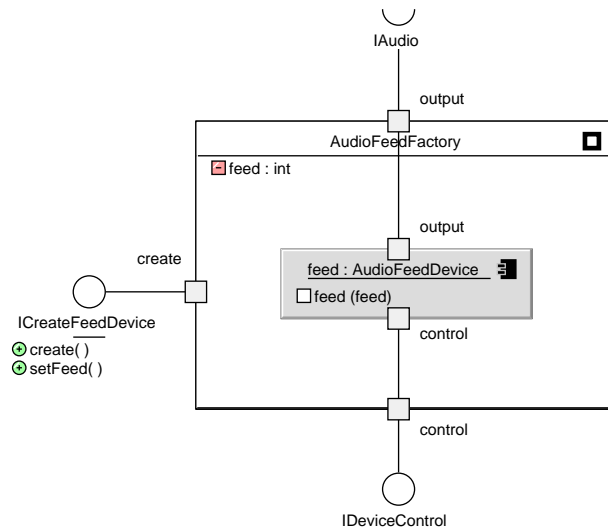 IAudio
output
AudioFeedFactory
feed : int
output
create
feed : AudioFeedDevice
feed (feed)
ICreateFeedDevice
control
create( )
setFeed( )
control
IDeviceControl